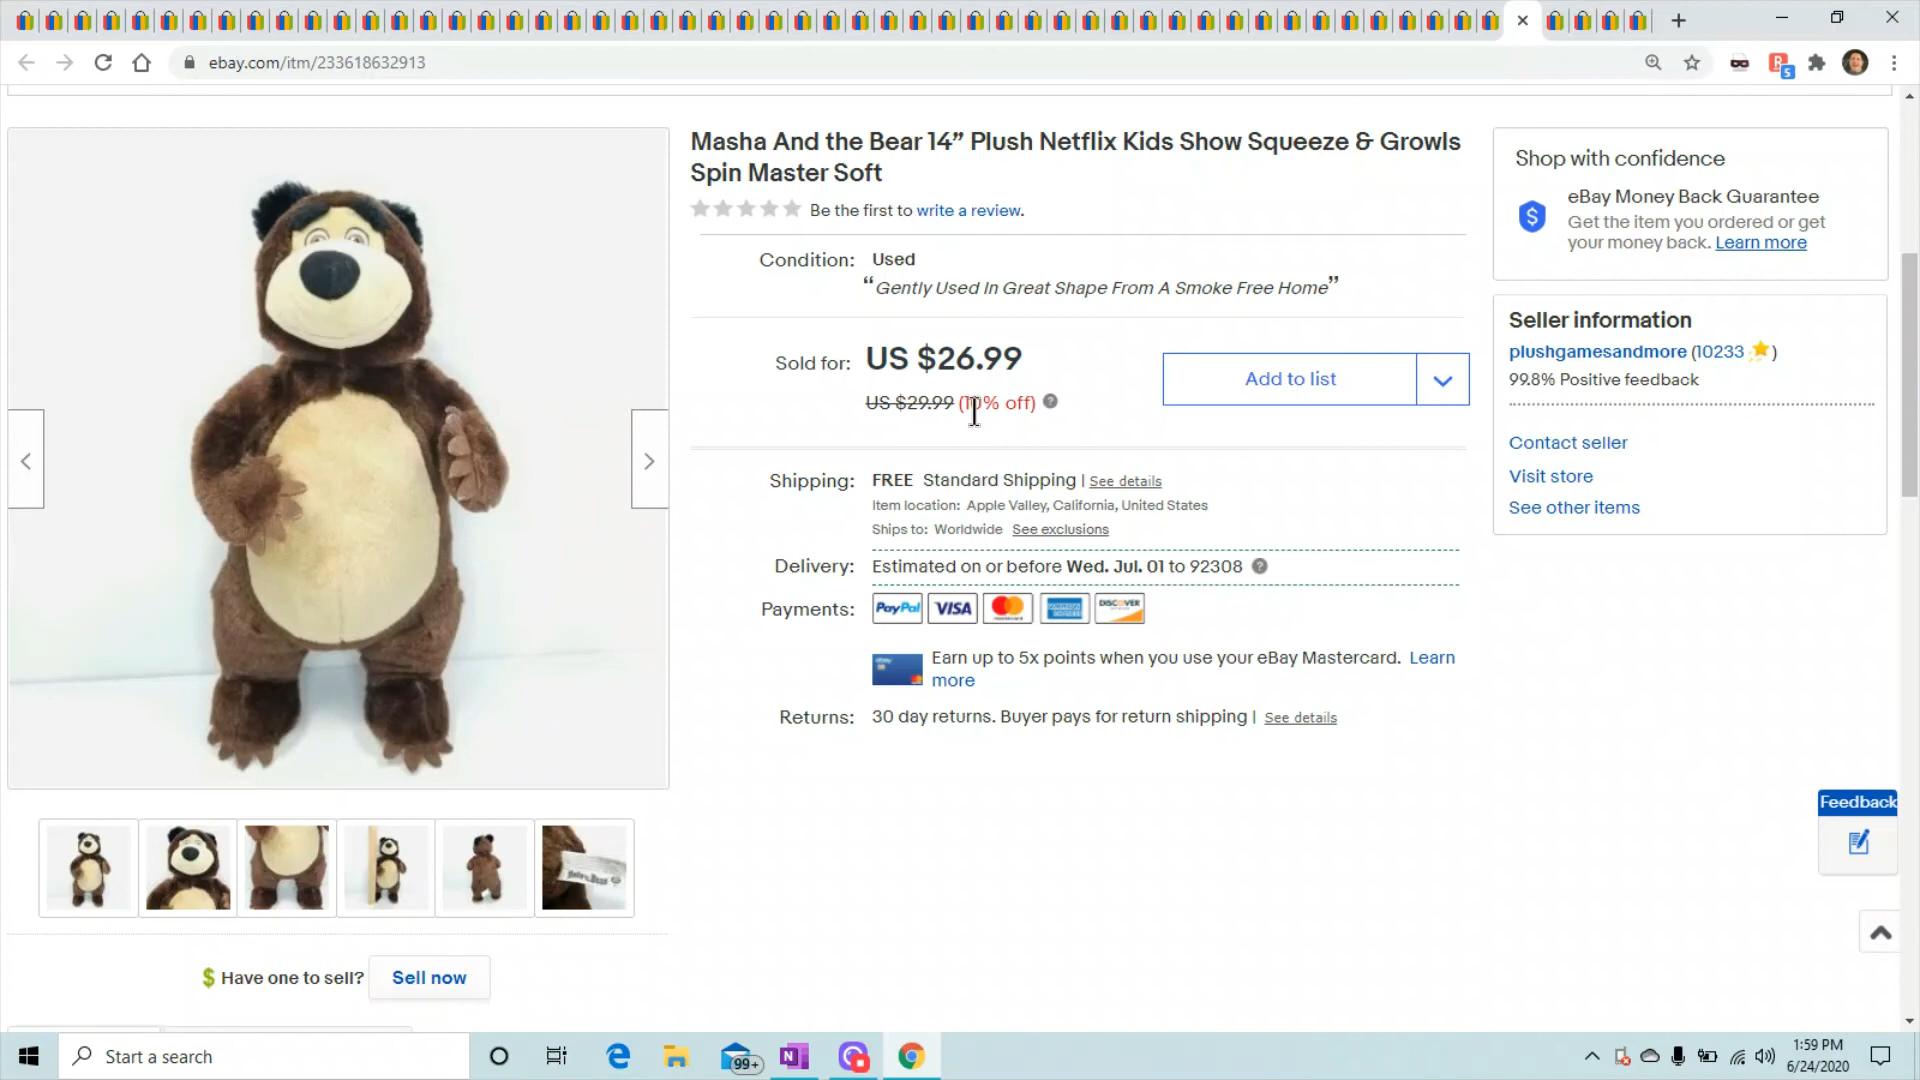 ebay.com/itm/233618632913
5
Masha And the Bear 14” Plush Netflix Kids Show Squeeze & Growls
Spin Master Soft
Be the first to write a review.
Condition: Used
“Gently Used In Great Shape From A Smoke Free Home”
Sold for: US $26.99
US $29.99 (10% off)
Add to list
Shipping: FREE Standard Shipping | See details
Item location: Apple Valley, California, United States
Ships to: Worldwide See exclusions
Delivery: Estimated on or before Wed. Jul. 01 to 92308
Payments: PayPal VISA mastercard AMERICAN EXPRESS DISCOVER
Earn up to 5x points when you use your eBay Mastercard. Learn
more
Returns: 30 day returns. Buyer pays for return shipping | See details
Shop with confidence
eBay Money Back Guarantee
Get the item you ordered or get
your money back. Learn more
Seller information
plushgamesandmore (10233)
99.8% Positive feedback
Contact seller
Visit store
See other items
Feedback
Have one to sell? Sell now
Start a search
99+
N
1:59 PM
6/24/2020